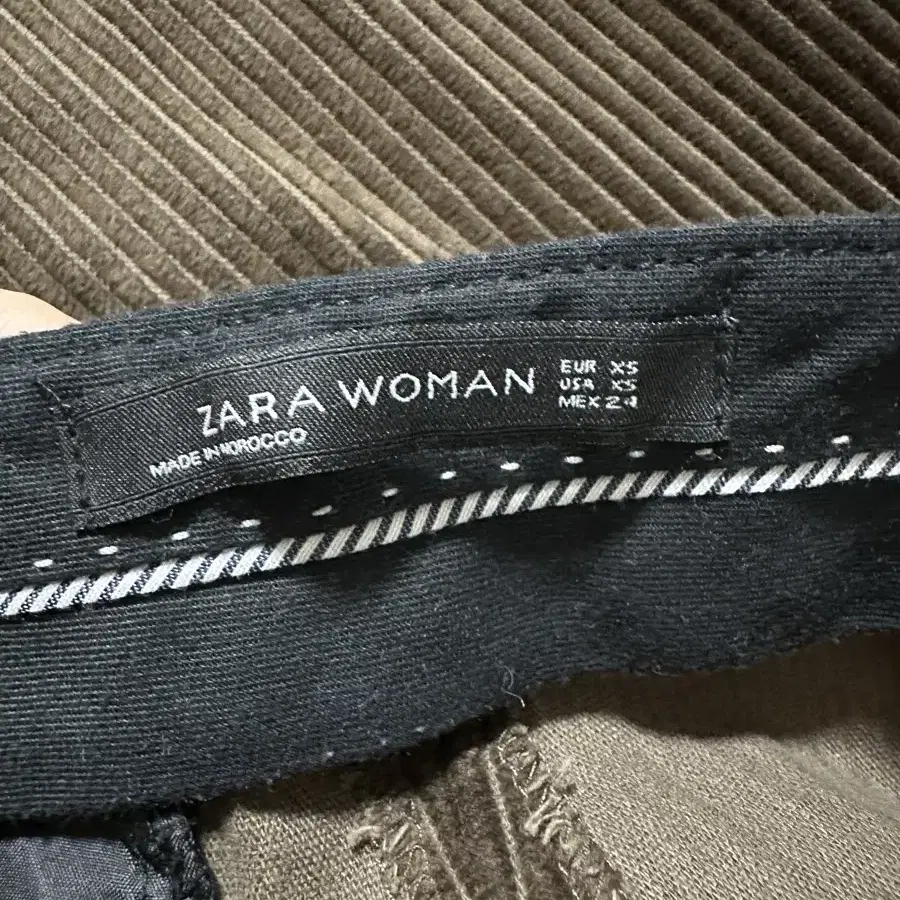 ZARA WOMAN
MADE IN MOROCCO
EUR XS
USA XS
MEX 24